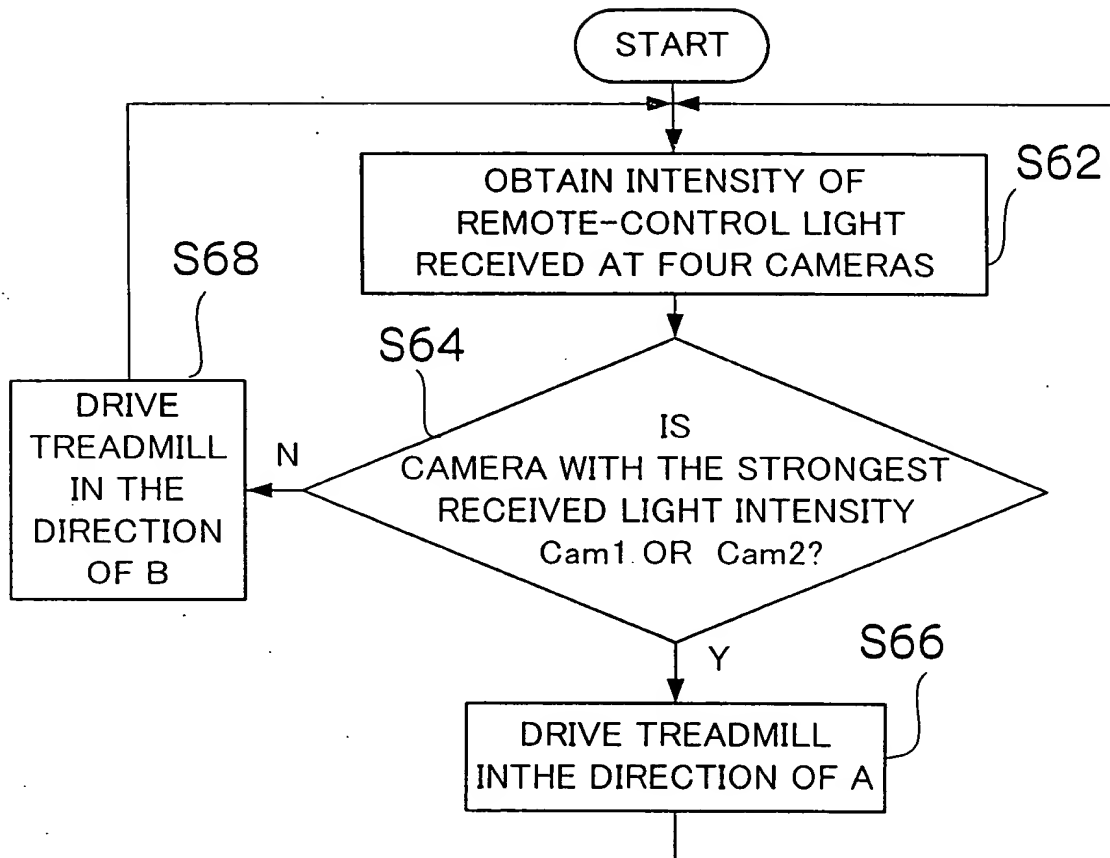 START
S62
OBTAIN INTENSITY OF
REMOTE-CONTROL LIGHT
RECEIVED AT FOUR CAMERAS
S68
DRIVE
TREADMILL
IN THE
DIRECTION
OF B
S64
N
IS
CAMERA WITH THE STRONGEST
RECEIVED LIGHT INTENSITY
Cam1 OR Cam2?
Y
S66
DRIVE TREADMILL
INTHE DIRECTION OF A